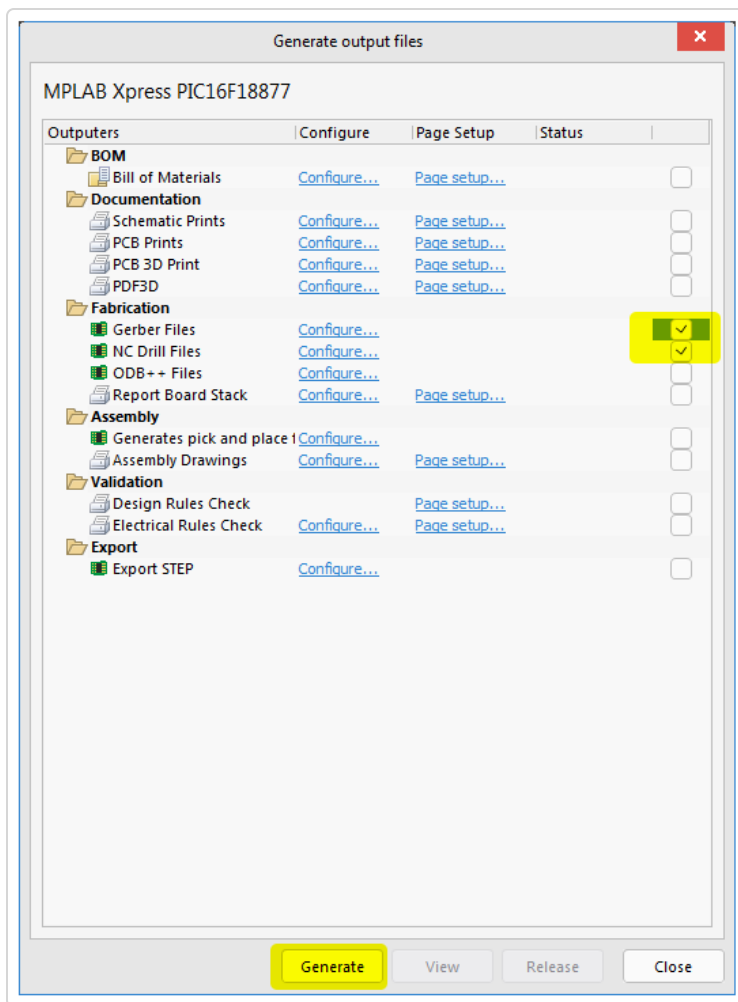 Generate output files
MPLAB Xpress PIC16F18877
Outputers Configure Page Setup Status
BOM
Bill of Materials Configure... Page setup...
Documentation
Schematic Prints Configure... Page setup...
PCB Prints Configure... Page setup...
PCB 3D Print Configure... Page setup...
PDF3D Configure... Page setup...
Fabrication
Gerber Files Configure...
NC Drill Files Configure...
ODB++ Files Configure...
Report Board Stack Configure... Page setup...
Assembly
Generates pick and place Configure...
Assembly Drawings Configure... Page setup...
Validation
Design Rules Check Page setup...
Electrical Rules Check Configure... Page setup...
Export
Export STEP Configure...
Generate View Release Close